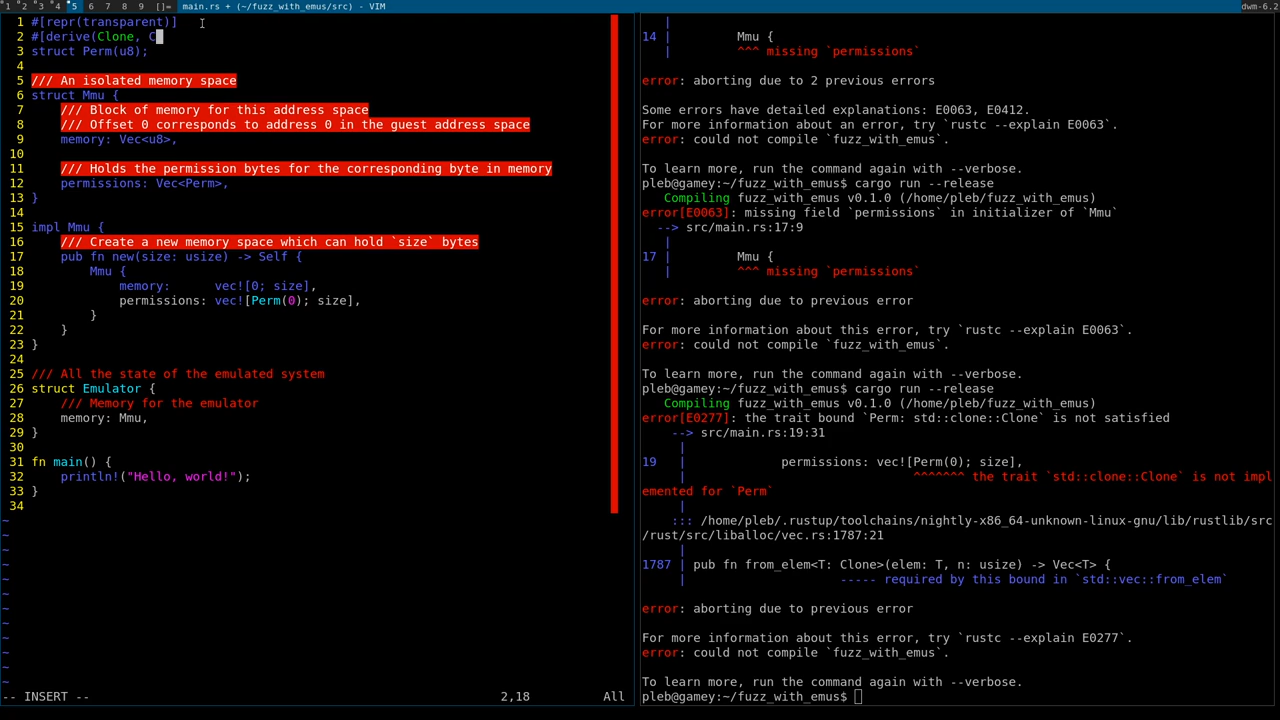 1 2 3 4 5 6 7 8 9 []= main.rs + (~/fuzz_with_emus/src) - VIM dwm-6.2
1 #[repr(transparent)]
2 #[derive(Clone, C
3 struct Perm(u8);
4
5 /// An isolated memory space
6 struct Mmu {
7 /// Block of memory for this address space
8 /// Offset 0 corresponds to address 0 in the guest address space
9 memory: Vec<u8>,
10
11 /// Holds the permission bytes for the corresponding byte in memory
12 permissions: Vec<Perm>,
13 }
14
15 impl Mmu {
16 /// Create a new memory space which can hold `size` bytes
17 pub fn new(size: usize) -> Self {
18 Mmu {
19 memory:      vec![0; size],
20 permissions: vec![Perm(0); size],
21 }
22 }
23 }
24
25 /// All the state of the emulated system
26 struct Emulator {
27 /// Memory for the emulator
28 memory: Mmu,
29 }
30
31 fn main() {
32 println!("Hello, world!");
33 }
34
~
~
~
~
~
~
~
~
~
~
~
~
-- INSERT -- 2,18 All
|
14 | Mmu {
| ^^^ missing `permissions`
error: aborting due to 2 previous errors
Some errors have detailed explanations: E0063, E0412.
For more information about an error, try `rustc --explain E0063`.
error: could not compile `fuzz_with_emus`.
To learn more, run the command again with --verbose.
pleb@gamey:~/fuzz_with_emus$ cargo run --release
Compiling fuzz_with_emus v0.1.0 (/home/pleb/fuzz_with_emus)
error[E0063]: missing field `permissions` in initializer of `Mmu`
--> src/main.rs:17:9
|
17 | Mmu {
| ^^^ missing `permissions`
error: aborting due to previous error
For more information about this error, try `rustc --explain E0063`.
error: could not compile `fuzz_with_emus`.
To learn more, run the command again with --verbose.
pleb@gamey:~/fuzz_with_emus$ cargo run --release
Compiling fuzz_with_emus v0.1.0 (/home/pleb/fuzz_with_emus)
error[E0277]: the trait bound `Perm: std::clone::Clone` is not satisfied
--> src/main.rs:19:31
|
19 | permissions: vec![Perm(0); size],
| ^^^^^^^ the trait `std::clone::Clone` is not impl
emented for `Perm`
|
::: /home/pleb/.rustup/toolchains/nightly-x86_64-unknown-linux-gnu/lib/rustlib/src
/rust/src/liballoc/vec.rs:1787:21
|
1787 | pub fn from_elem<T: Clone>(elem: T, n: usize) -> Vec<T> {
| ----- required by this bound in `std::vec::from_elem`
error: aborting due to previous error
For more information about this error, try `rustc --explain E0277`.
error: could not compile `fuzz_with_emus`.
To learn more, run the command again with --verbose.
pleb@gamey:~/fuzz_with_emus$